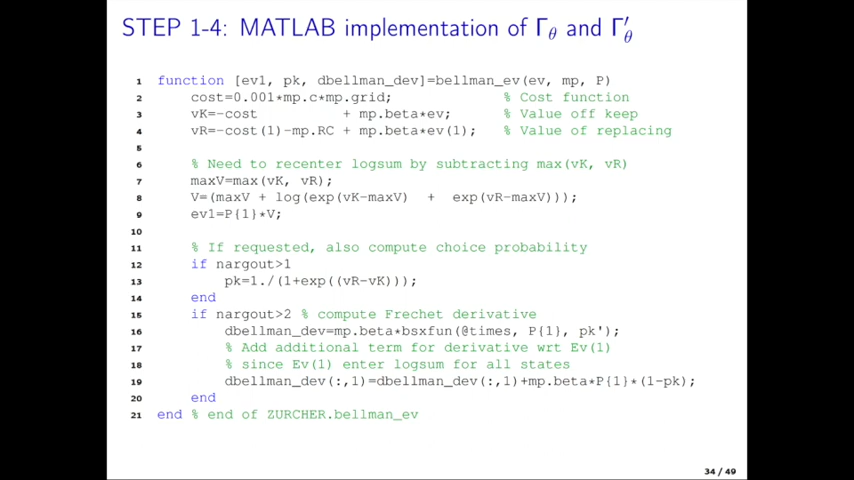 STEP 1-4: MATLAB implementation of Γθ and Γ′θ
1 function [ev1, pk, dbellman_dev]=bellman_ev(ev, mp, P)
2 cost=0.001*mp.c*mp.grid; % Cost function
3 vK=-cost + mp.beta*ev; % Value off keep
4 vR=-cost(1)-mp.RC + mp.beta*ev(1); % Value of replacing
5
6 % Need to recenter logsum by subtracting max(vK, vR)
7 maxV=max(vK, vR);
8 V=(maxV + log(exp(vK-maxV) + exp(vR-maxV)));
9 ev1=P{1}*V;
10
11 % If requested, also compute choice probability
12 if nargout>1
13 pk=1./(1+exp((vR-vK)));
14 end
15 if nargout>2 % compute Frechet derivative
16 dbellman_dev=mp.beta*bsxfun(@times, P{1}, pk');
17 % Add additional term for derivative wrt Ev(1)
18 % since Ev(1) enter logsum for all states
19 dbellman_dev(:,1)=dbellman_dev(:,1)+mp.beta*P{1}*(1-pk);
20 end
21 end % end of ZURCHER.bellman_ev
34 / 49